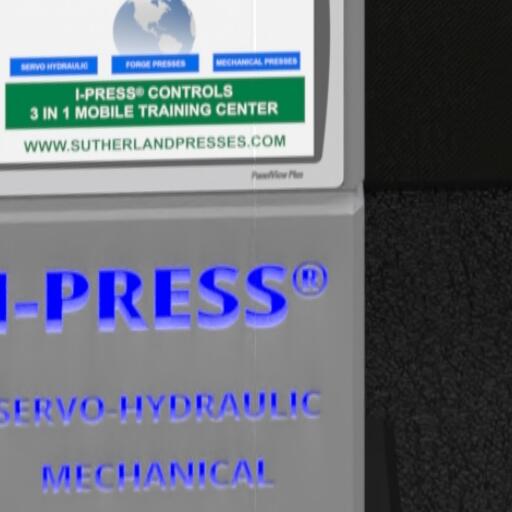 SERVO HYDRAULIC FORGE PRESSES MECHANICAL PRESSES
I-PRESS® CONTROLS
3 IN 1 MOBILE TRAINING CENTER
WWW.SUTHERLANDPRESSES.COM
PanelView Plus
I-PRESS®
SERVO-HYDRAULIC
MECHANICAL